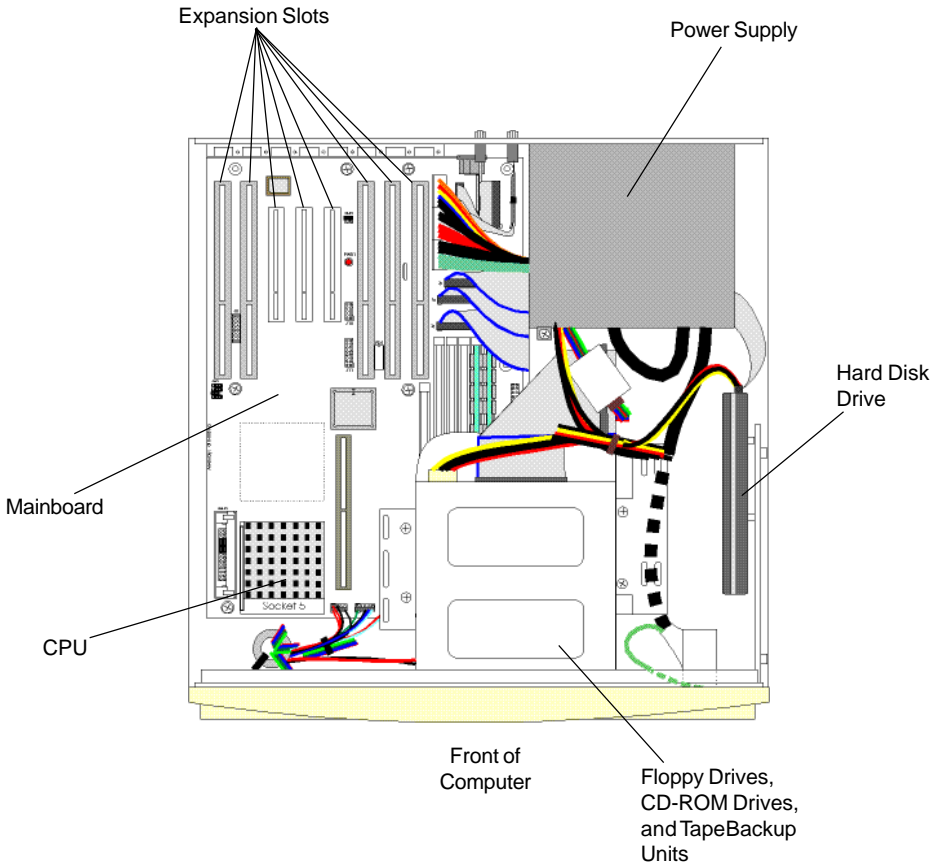 Expansion Slots
Power Supply
Hard Disk
Drive
Mainboard
Socket 5
CPU
Front of
Computer
Floppy Drives,
CD-ROM Drives,
and TapeBackup
Units